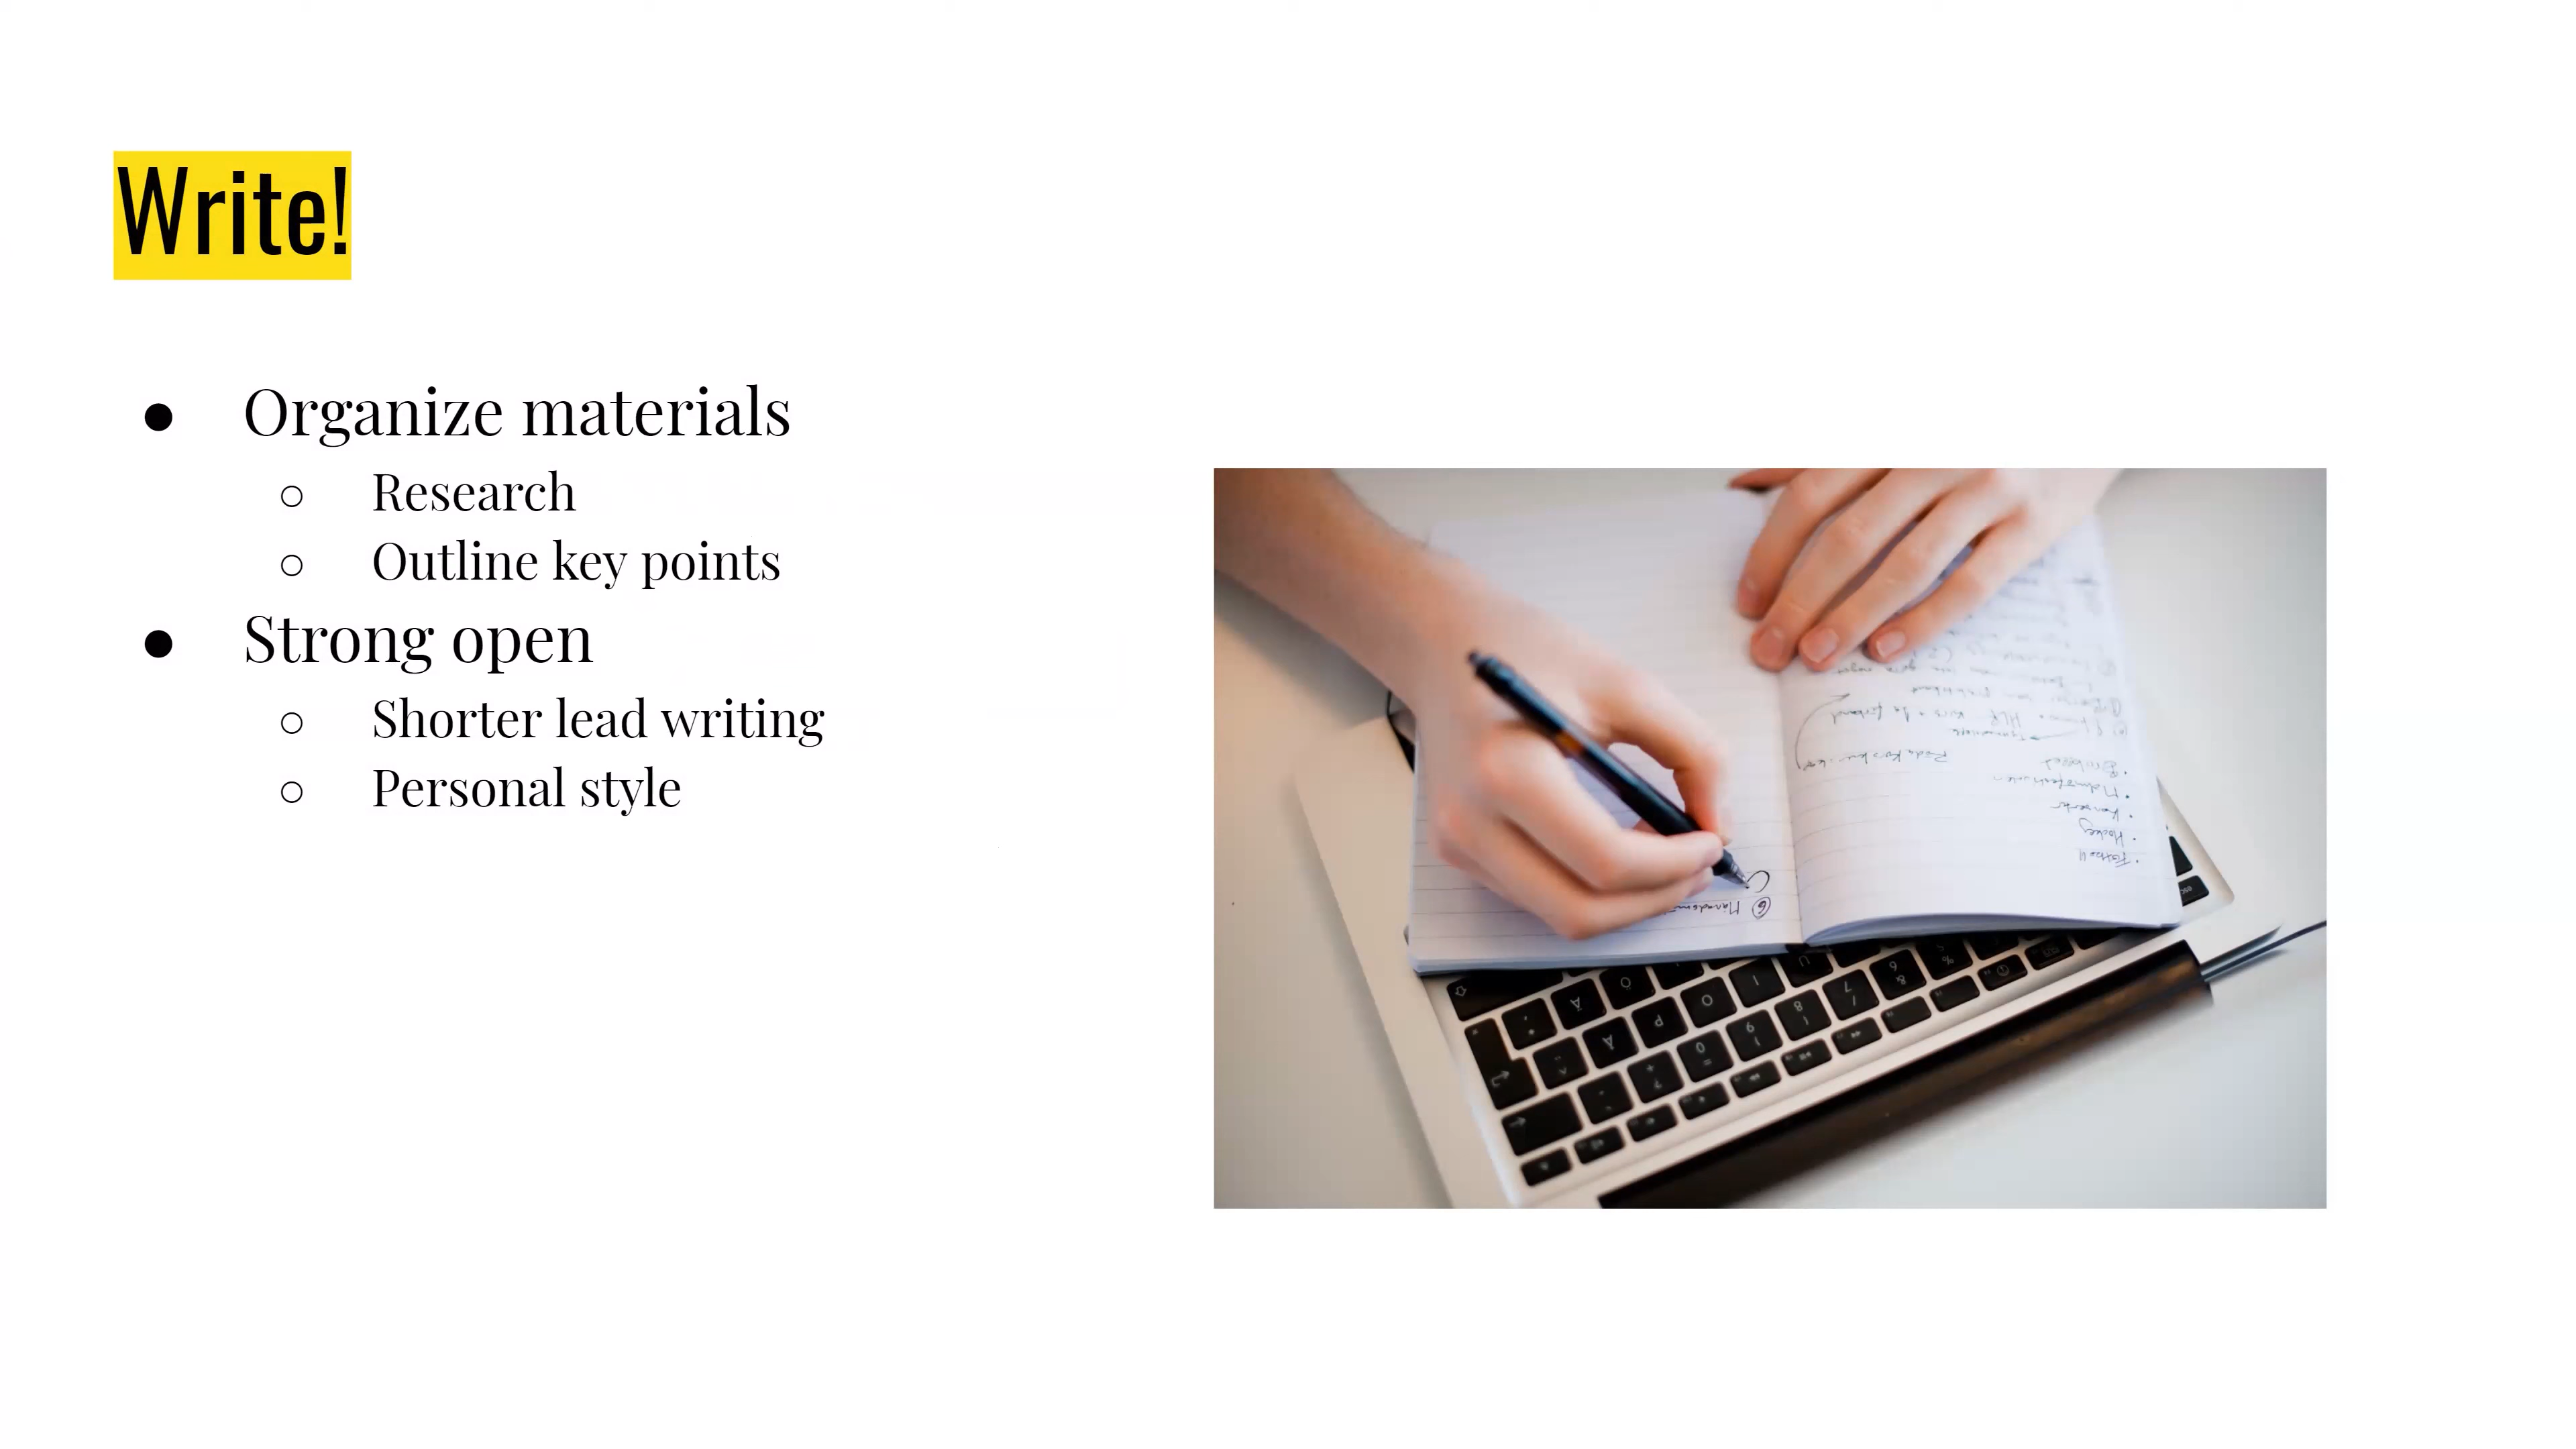 Write!
● Organize materials
○ Research
○ Outline key points
● Strong open
○ Shorter lead writing
○ Personal style